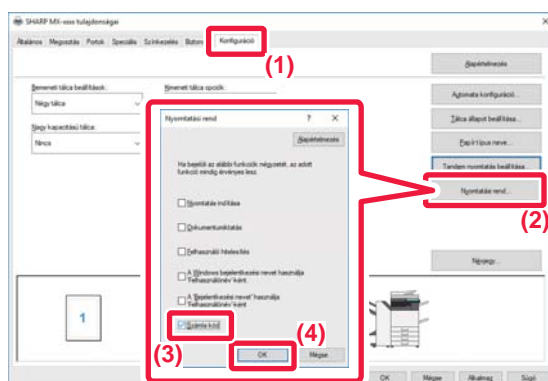 SHARP MX-xxxx tulajdonságai
Általános Megosztás Portok Speciális Színkezelés Biztons Konfiguráció
(1)
Alapértelmezés
Bemeneti tálca beállítások:
Kimeneti tálca opciók:
Négy tálca
Automata konfiguráció...
Nagy kapacitású tálca:
Nincs
Tálca állapot beállítása...
Papírtípus neve...
Tandem nyomtatás beállítása...
Nyomtatási rend...
(2)
Névjegy...
Nyomtatási rend
Alapértelmezés
Ha bejelöli az alábbi funkciók négyzetét, az adott
funkció mindig érvényes lesz.
Nyomtatás indítása
Dokumentumiktatás
Felhasználó hitelesítés
A Windows bejelentkezési nevet használja
'Felhasználónév'-ként.
A 'Bejelentkezési nevet' használja
'Felhasználónév'-ként
Számla kód
(3)
(4)
OK Mégse
1
OK Mégse Alkalmaz Súgó